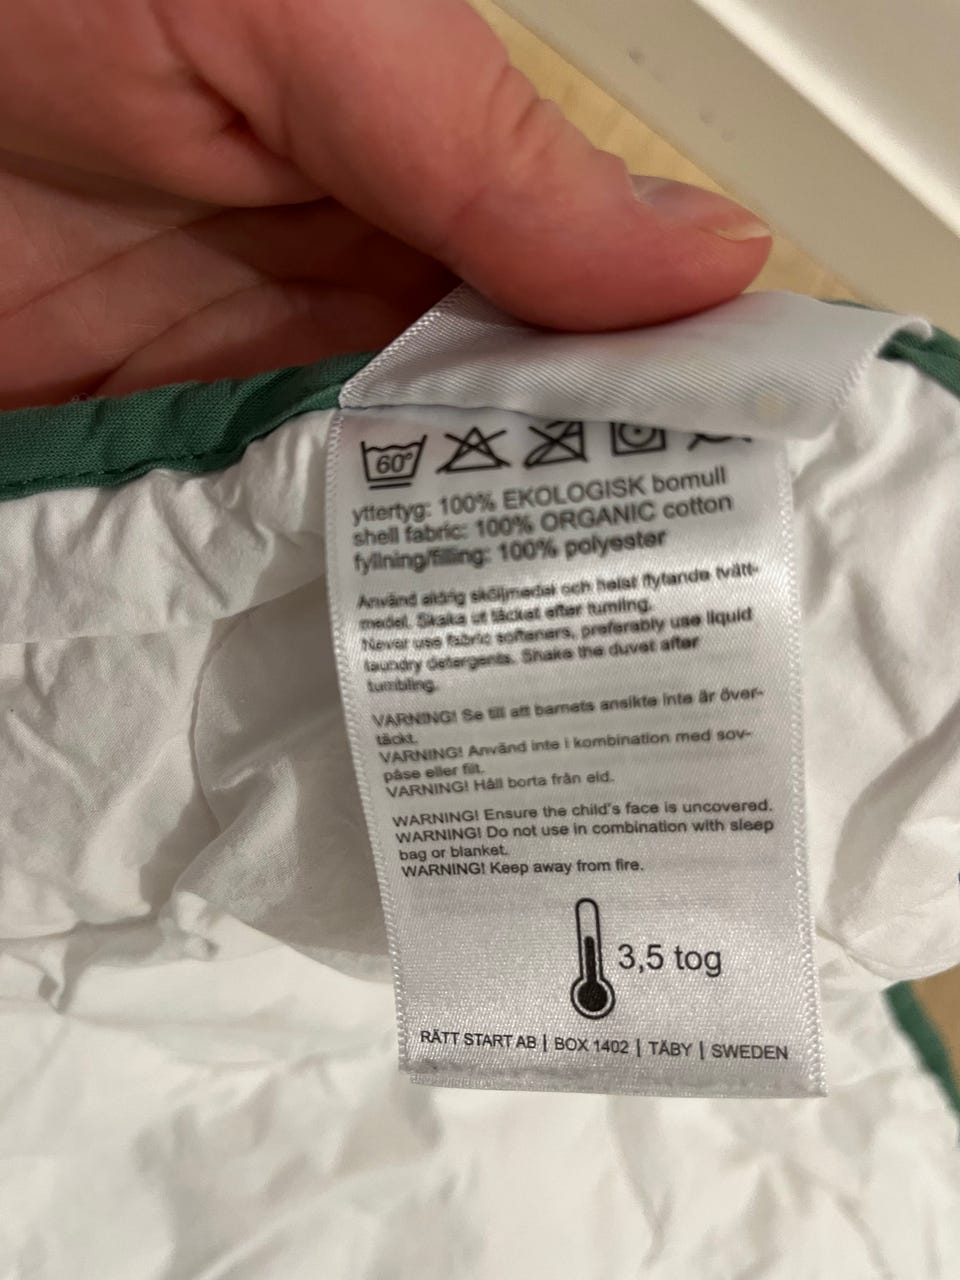 60°
yttertyg: 100% EKOLOGISK bomull
shell fabric: 100% ORGANIC cotton
fyllning/filling: 100% polyester
Använd aldrig sköljmedel och helst flytande tvätt-
medel. Skaka ut täcket efter tumling.
Never use fabric softeners, preferably use liquid
laundry detergents. Shake the duvet after
tumbling.
VARNING! Se till att barnets ansikte inte är över-
täckt.
VARNING! Använd inte i kombination med sov-
påse eller filt.
VARNING! Håll borta från eld.
WARNING! Ensure the child's face is uncovered.
WARNING! Do not use in combination with sleep
bag or blanket.
WARNING! Keep away from fire.
3,5 tog
RÄTT START AB | BOX 1402 | TÄBY | SWEDEN